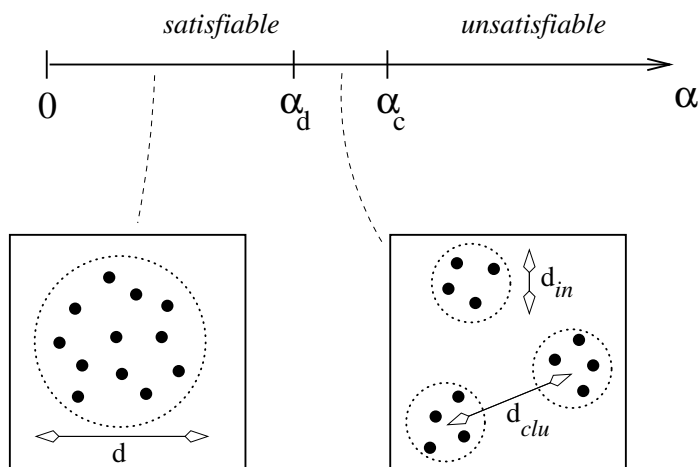 satisfiable unsatisfiable
0 α_d α_c α
d_in
d_clu
d